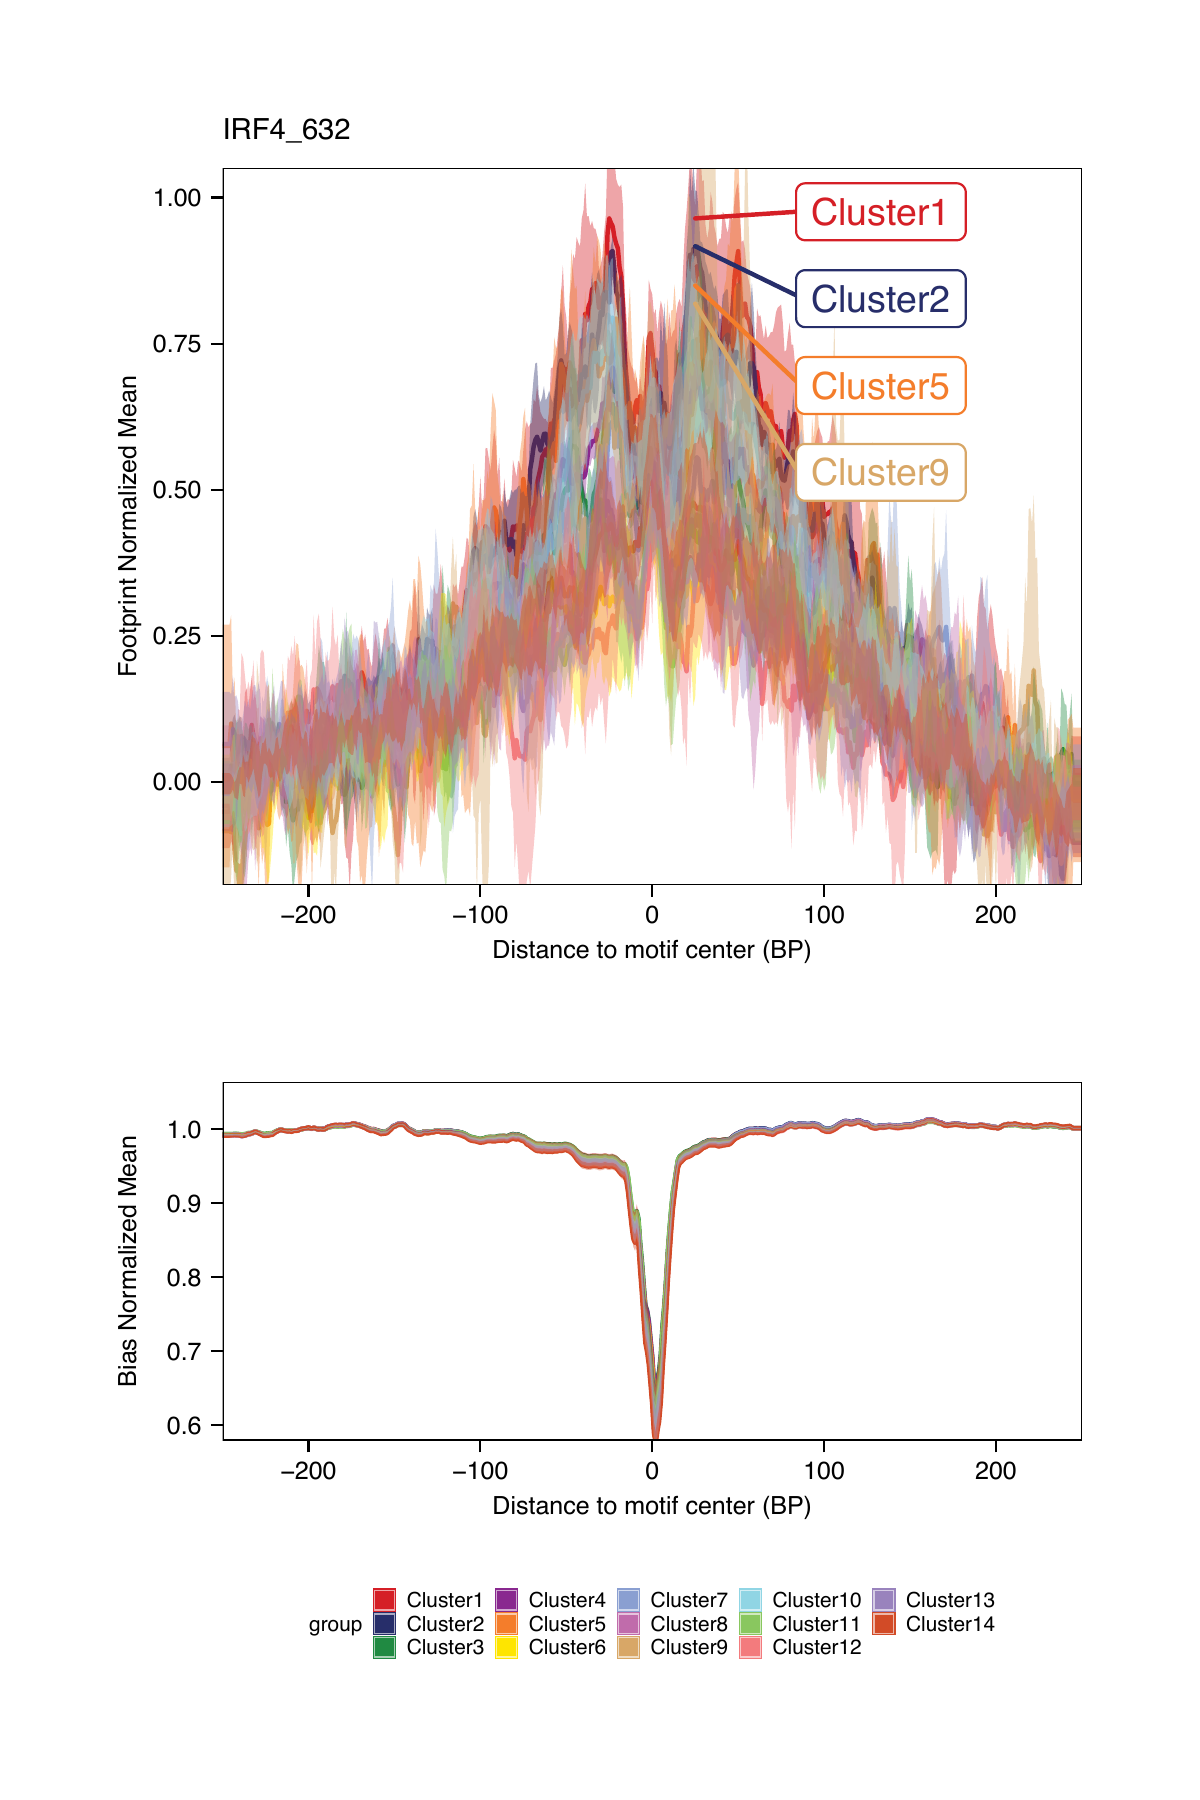 IRF4_632
Footprint Normalized Mean
1.00
0.75
0.50
0.25
0.00
Cluster1
Cluster2
Cluster5
Cluster9
−200 −100 0 100 200
Distance to motif center (BP)
Bias Normalized Mean
1.0
0.9
0.8
0.7
0.6
−200 −100 0 100 200
Distance to motif center (BP)
group
Cluster1 Cluster4 Cluster7 Cluster10 Cluster13
Cluster2 Cluster5 Cluster8 Cluster11 Cluster14
Cluster3 Cluster6 Cluster9 Cluster12